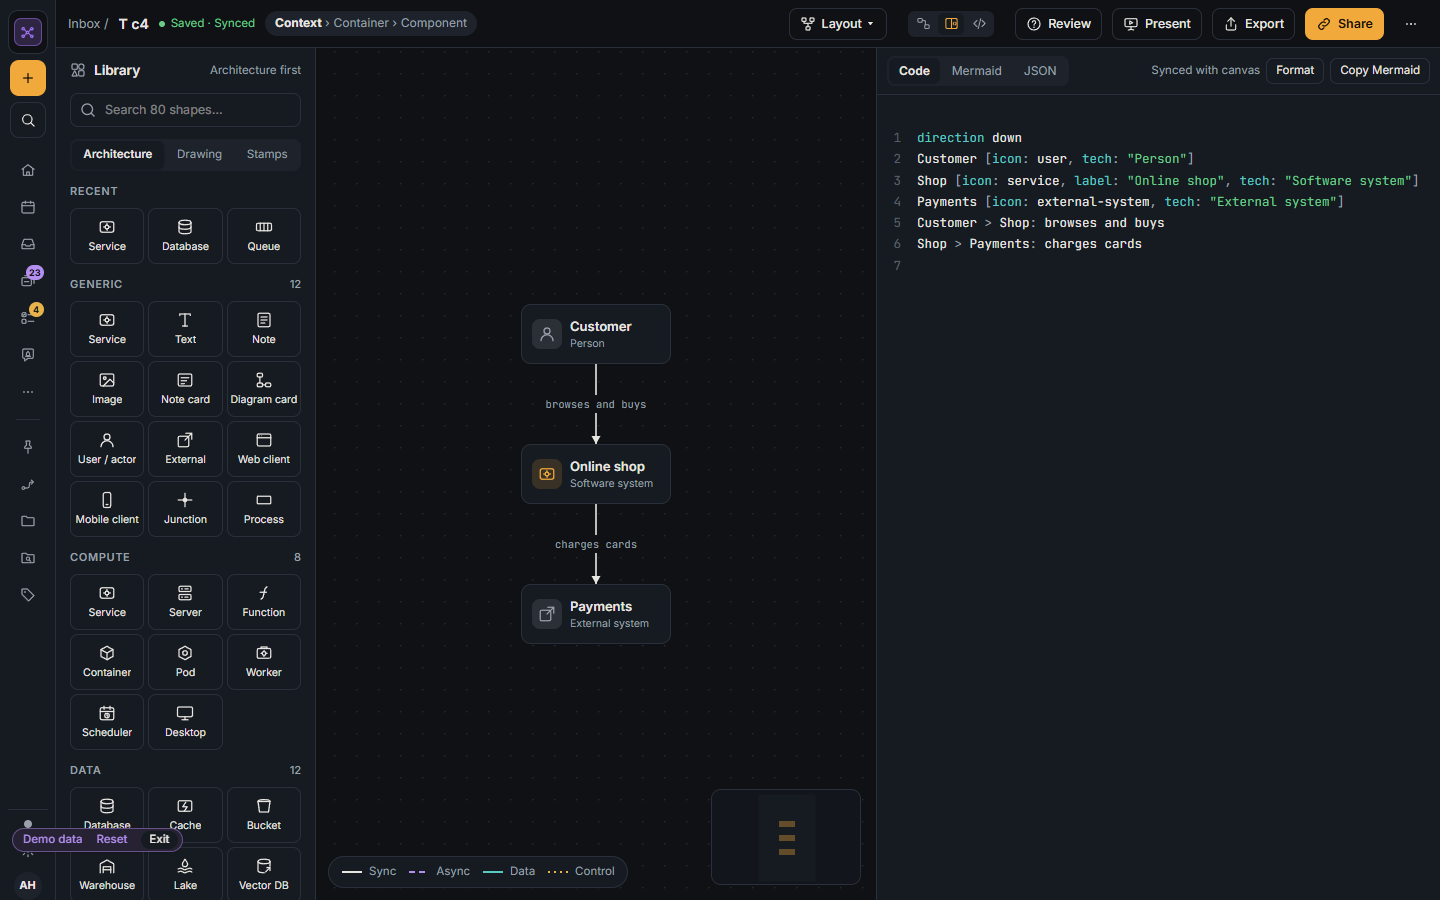 Inbox / T c4 Saved · Synced Context › Container › Component
Layout Review Present Export Share
23
4
AH
Library Architecture first
Search 80 shapes...
Architecture Drawing Stamps
RECENT
Service Database Queue
GENERIC 12
Service Text Note
Image Note card Diagram card
User / actor External Web client
Mobile client Junction Process
COMPUTE 8
Service Server Function
Container Pod Worker
Scheduler Desktop
DATA 12
Database Cache Bucket
Demo data Reset Exit
Warehouse Lake Vector DB
Customer
Person
browses and buys
Online shop
Software system
charges cards
Payments
External system
Sync Async Data Control
Code Mermaid JSON Synced with canvas Format Copy Mermaid
1 direction down
2 Customer [icon: user, tech: "Person"]
3 Shop [icon: service, label: "Online shop", tech: "Software system"]
4 Payments [icon: external-system, tech: "External system"]
5 Customer > Shop: browses and buys
6 Shop > Payments: charges cards
7